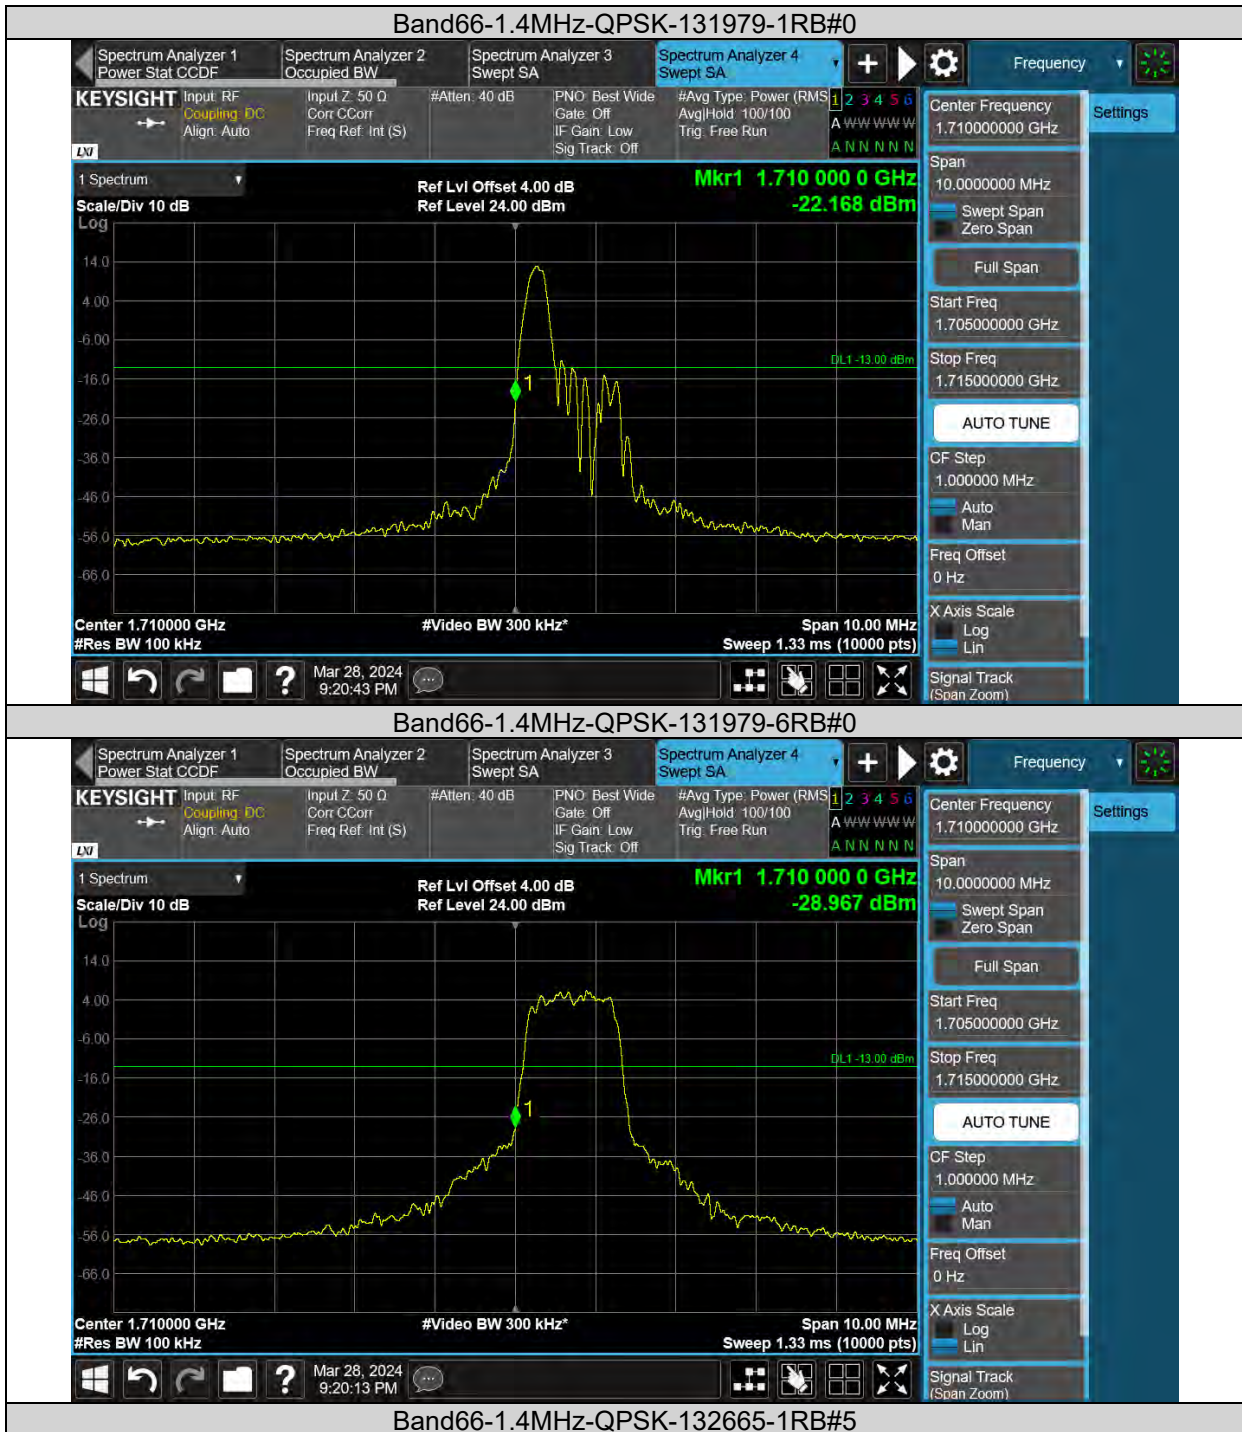 Band66-1.4MHz-QPSK-131979-1RB#0
Spectrum Analyzer 1
Power Stat CCDF
Spectrum Analyzer 2
Occupied BW
Spectrum Analyzer 3
Swept SA
Spectrum Analyzer 4
Swept SA
Frequency
KEYSIGHT
LXI
Input: RF
Coupling: DC
Align: Auto
Input Z: 50 Ω
Corr CCorr
Freq Ref: Int (S)
#Atten: 40 dB
PNO: Best Wide
Gate: Off
IF Gain: Low
Sig Track: Off
#Avg Type: Power (RMS
Avg|Hold: 100/100
Trig: Free Run
1 2 3 4 5 6
A W W W W W
A N N N N N
1 Spectrum
Scale/Div 10 dB
Log
Ref Lvl Offset 4.00 dB
Ref Level 24.00 dBm
Mkr1 1.710 000 0 GHz
-22.168 dBm
14.0
4.00
-6.00
-16.0
-26.0
-36.0
-46.0
-56.0
-66.0
DL1 -13.00 dBm
1
Center 1.710000 GHz
#Res BW 100 kHz
#Video BW 300 kHz*
Span 10.00 MHz
Sweep 1.33 ms (10000 pts)
Mar 28, 2024
9:20:43 PM
Center Frequency
1.710000000 GHz
Span
10.0000000 MHz
Swept Span
Zero Span
Full Span
Start Freq
1.705000000 GHz
Stop Freq
1.715000000 GHz
AUTO TUNE
CF Step
1.000000 MHz
Auto
Man
Freq Offset
0 Hz
X Axis Scale
Log
Lin
Signal Track
(Span Zoom)
Settings
Band66-1.4MHz-QPSK-131979-6RB#0
Spectrum Analyzer 1
Power Stat CCDF
Spectrum Analyzer 2
Occupied BW
Spectrum Analyzer 3
Swept SA
Spectrum Analyzer 4
Swept SA
Frequency
KEYSIGHT
LXI
Input: RF
Coupling: DC
Align: Auto
Input Z: 50 Ω
Corr CCorr
Freq Ref: Int (S)
#Atten: 40 dB
PNO: Best Wide
Gate: Off
IF Gain: Low
Sig Track: Off
#Avg Type: Power (RMS
Avg|Hold: 100/100
Trig: Free Run
1 2 3 4 5 6
A W W W W W
A N N N N N
1 Spectrum
Scale/Div 10 dB
Log
Ref Lvl Offset 4.00 dB
Ref Level 24.00 dBm
Mkr1 1.710 000 0 GHz
-28.967 dBm
14.0
4.00
-6.00
-16.0
-26.0
-36.0
-46.0
-56.0
-66.0
DL1 -13.00 dBm
1
Center 1.710000 GHz
#Res BW 100 kHz
#Video BW 300 kHz*
Span 10.00 MHz
Sweep 1.33 ms (10000 pts)
Mar 28, 2024
9:20:13 PM
Center Frequency
1.710000000 GHz
Span
10.0000000 MHz
Swept Span
Zero Span
Full Span
Start Freq
1.705000000 GHz
Stop Freq
1.715000000 GHz
AUTO TUNE
CF Step
1.000000 MHz
Auto
Man
Freq Offset
0 Hz
X Axis Scale
Log
Lin
Signal Track
(Span Zoom)
Settings
Band66-1.4MHz-QPSK-132665-1RB#5